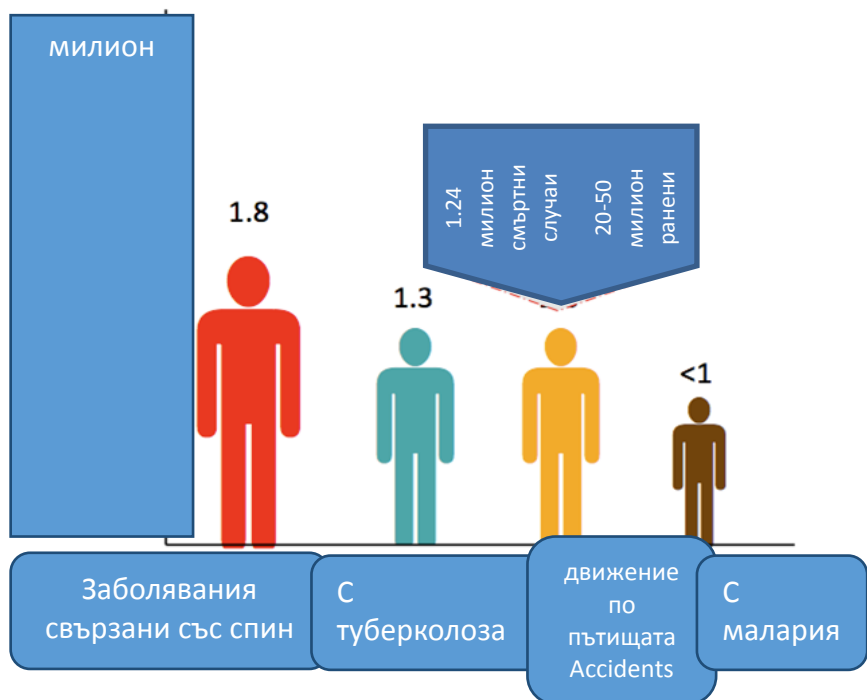 милион
1.24
милион
смъртни
случаи
20-50
милион
ранени
1.8
1.3
<1
Заболявания
свързани със спин
С
туберколоза
движение
по
пътищата
Accidents
С
малария